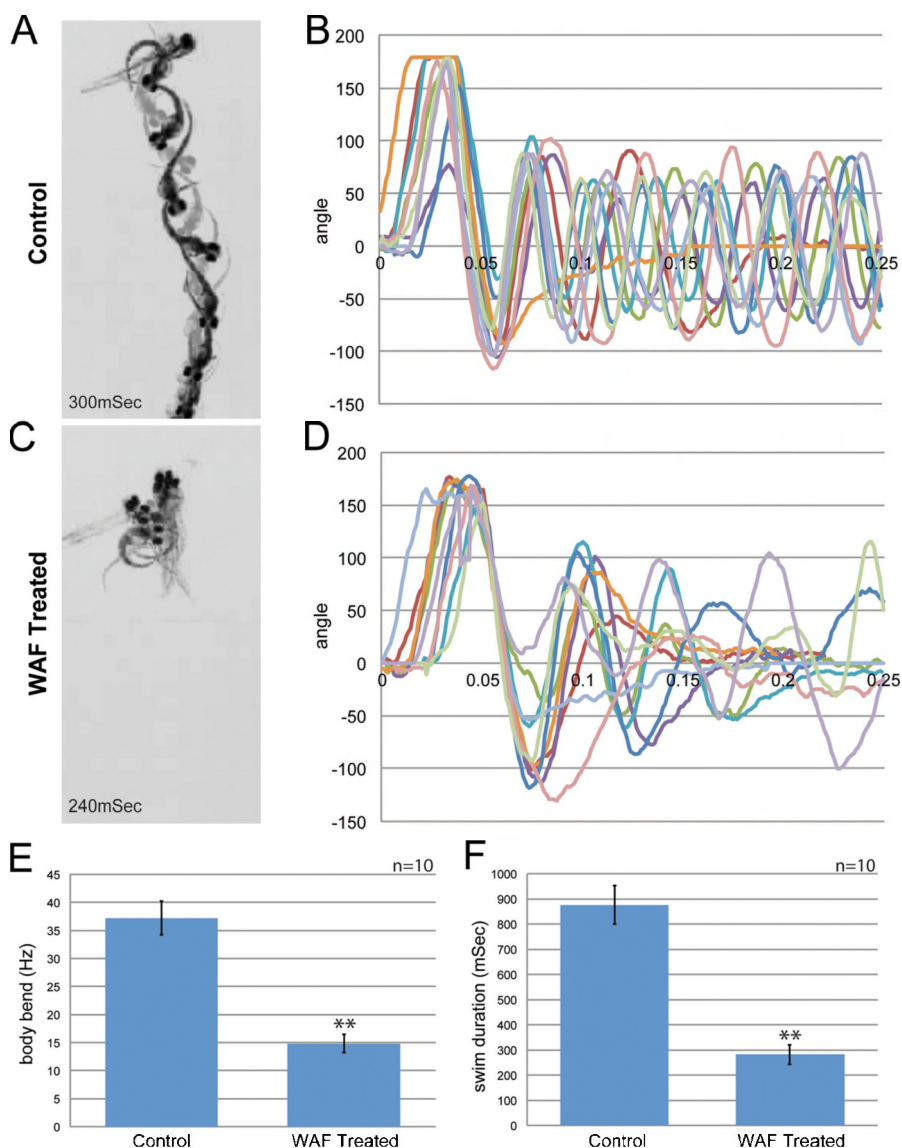 A
Control
300mSec
B
200
150
100
50
0
-50
-100
-150
angle
0 0.05 0.1 0.15 0.2 0.25
C
WAF Treated
240mSec
D
200
150
100
50
0
-50
-100
-150
angle
0 0.05 0.1 0.15 0.2 0.25
E
n=10
45
40
35
30
25
20
15
10
5
0
body bend (Hz)
**
Control WAF Treated
F
n=10
1000
900
800
700
600
500
400
300
200
100
0
swim duration (mSec)
**
Control WAF Treated